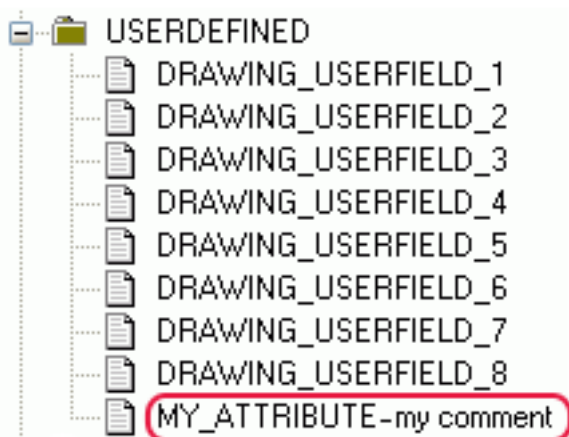 USERDEFINED
DRAWING_USERFIELD_1
DRAWING_USERFIELD_2
DRAWING_USERFIELD_3
DRAWING_USERFIELD_4
DRAWING_USERFIELD_5
DRAWING_USERFIELD_6
DRAWING_USERFIELD_7
DRAWING_USERFIELD_8
MY_ATTRIBUTE-my comment